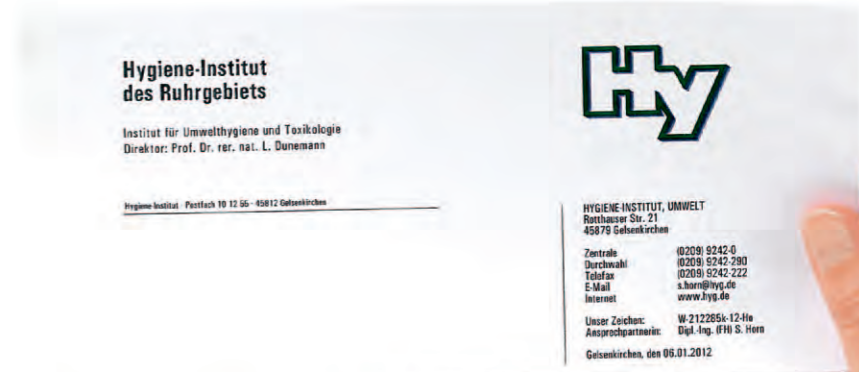 Hygiene-Institut
des Ruhrgebiets
Institut für Umwelthygiene und Toxikologie
Direktor: Prof. Dr. rer. nat. L. Dunemann
Hygiene-Institut · Postfach 10 12 55 · 45812 Gelsenkirchen
Hy
HYGIENE-INSTITUT, UMWELT
Rotthauser Str. 21
45879 Gelsenkirchen
Zentrale (0209) 9242-0
Durchwahl (0209) 9242-290
Telefax (0209) 9242-222
E-Mail s.horn@hyg.de
Internet www.hyg.de
Unser Zeichen: W-212265k-12-Ho
Ansprechpartnerin: Dipl.-Ing. (FH) S. Horn
Gelsenkirchen, den 06.01.2012